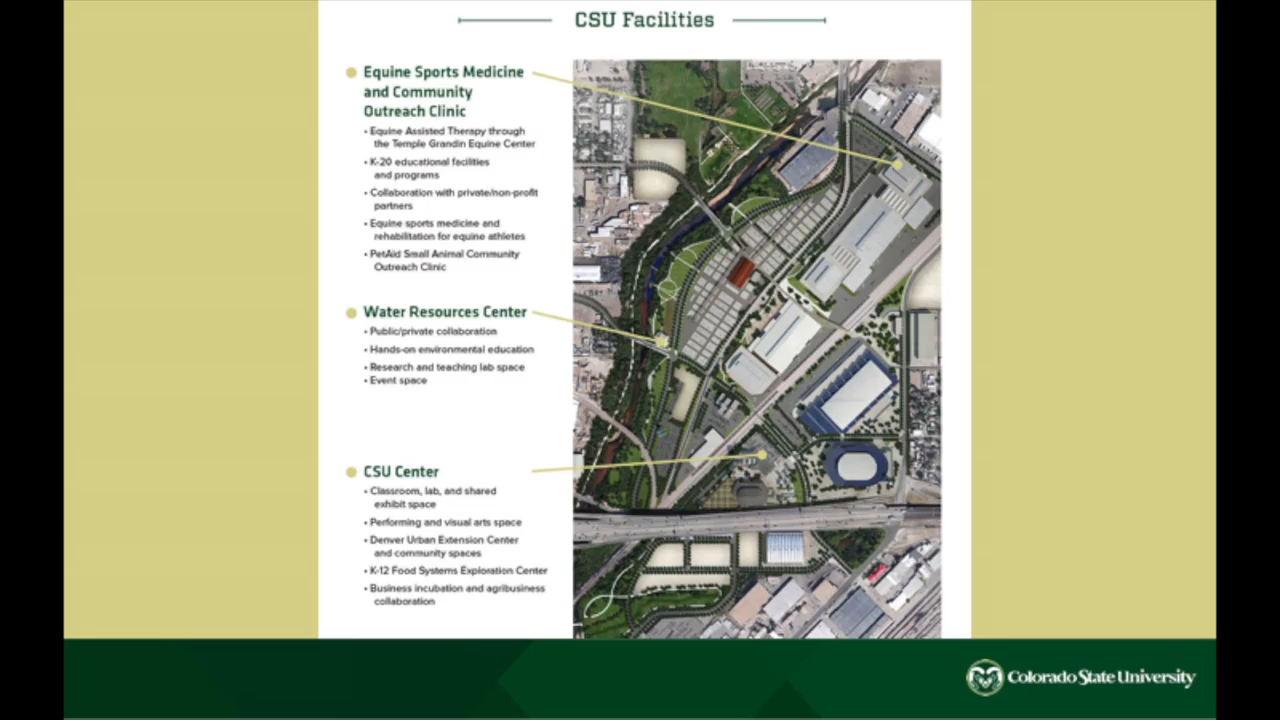 CSU Facilities
Equine Sports Medicine
and Community
Outreach Clinic
• Equine Assisted Therapy through
the Temple Grandin Equine Center
• K-20 educational facilities
and programs
• Collaboration with private/non-profit
partners
• Equine sports medicine and
rehabilitation for equine athletes
• PetAid Small Animal Community
Outreach Clinic
Water Resources Center
• Public/private collaboration
• Hands-on environmental education
• Research and teaching lab space
• Event space
CSU Center
• Classroom, lab, and shared
exhibit space
• Performing and visual arts space
• Denver Urban Extension Center
and community spaces
• K-12 Food Systems Exploration Center
• Business incubation and agribusiness
collaboration
Colorado State University